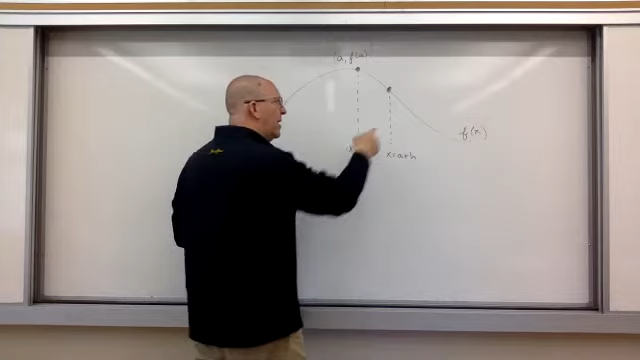 (a, f(a))
f(x)
x=a+h